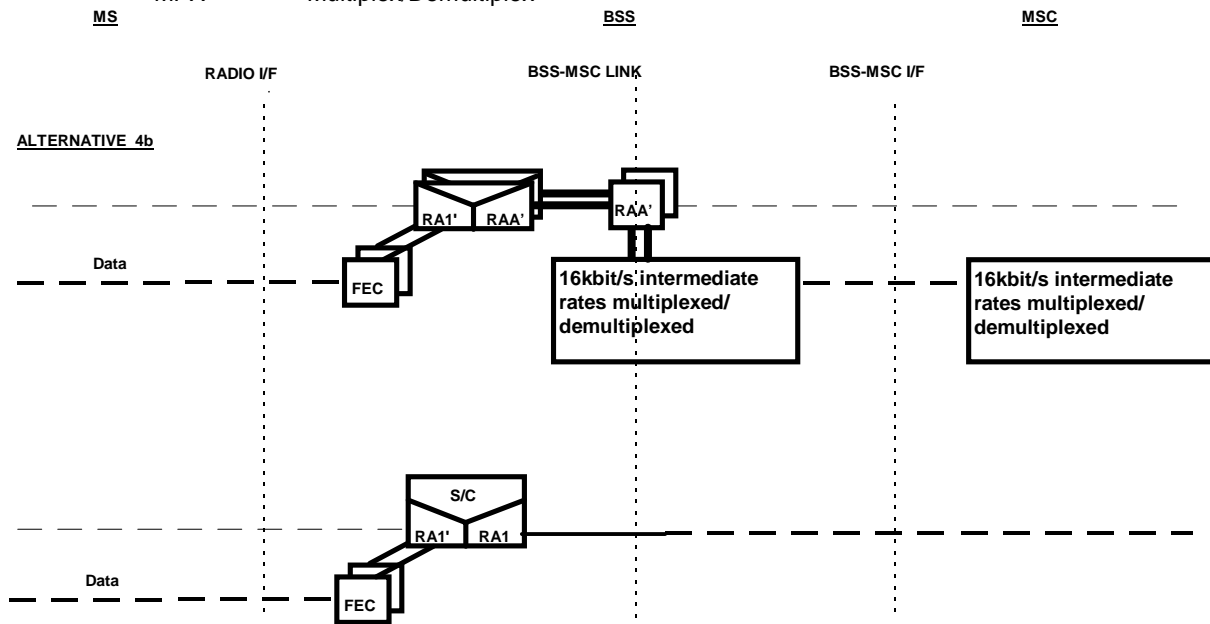 MS BSS MSC
RADIO I/F BSS-MSC LINK BSS-MSC I/F
ALTERNATIVE 4b
RA1' RAA' RAA'
Data
FEC
16kbit/s intermediate
rates multiplexed/
demultiplexed
16kbit/s intermediate
rates multiplexed/
demultiplexed
S/C
RA1' RA1
Data
FEC